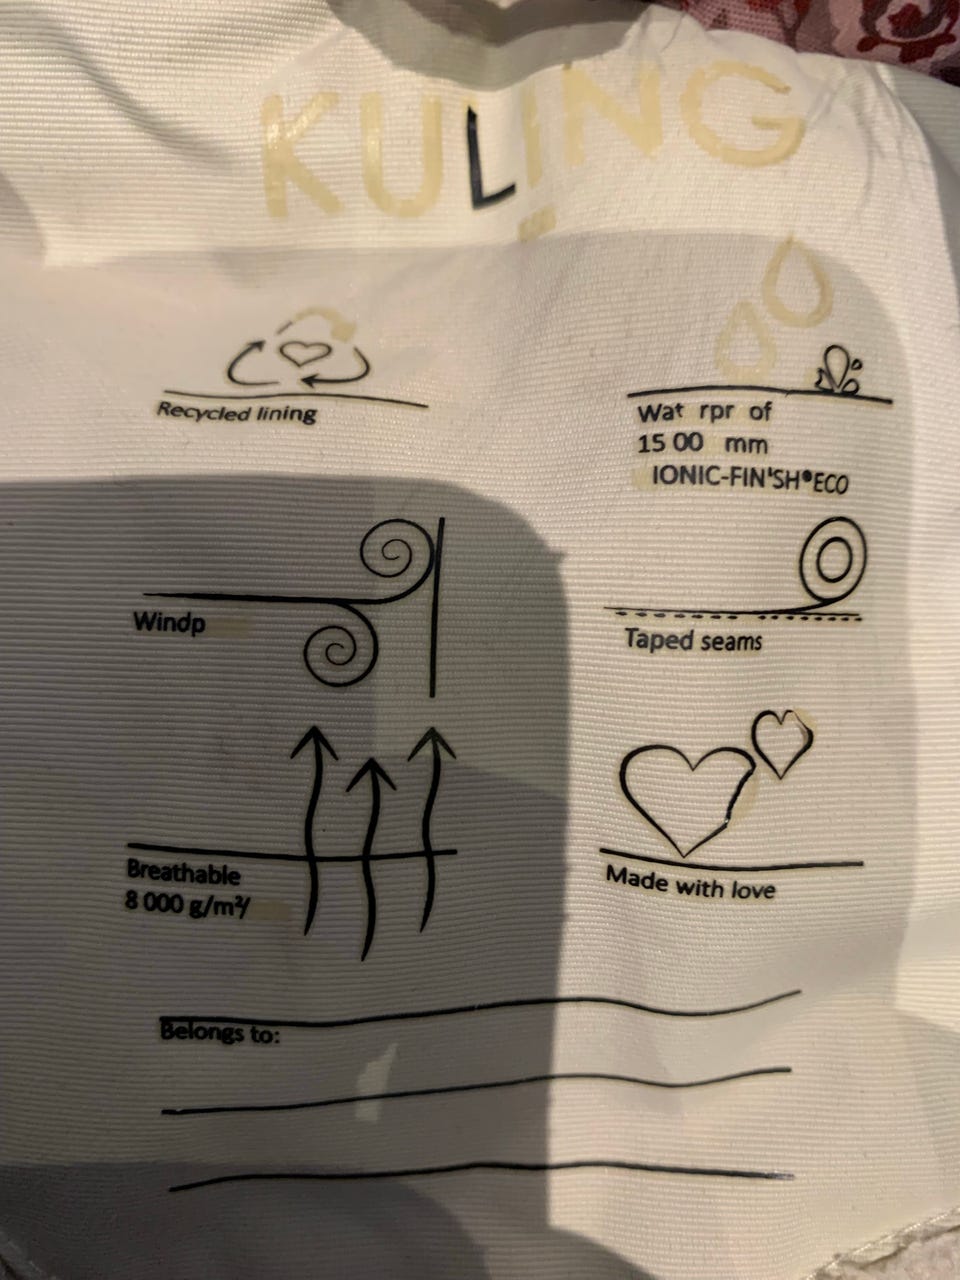 KULING
Recycled lining
Wat rpr of
15 00 mm
IONIC-FIN'SH®ECO
Windp
Taped seams
Breathable
8 000 g/m²/
Made with love
Belongs to: